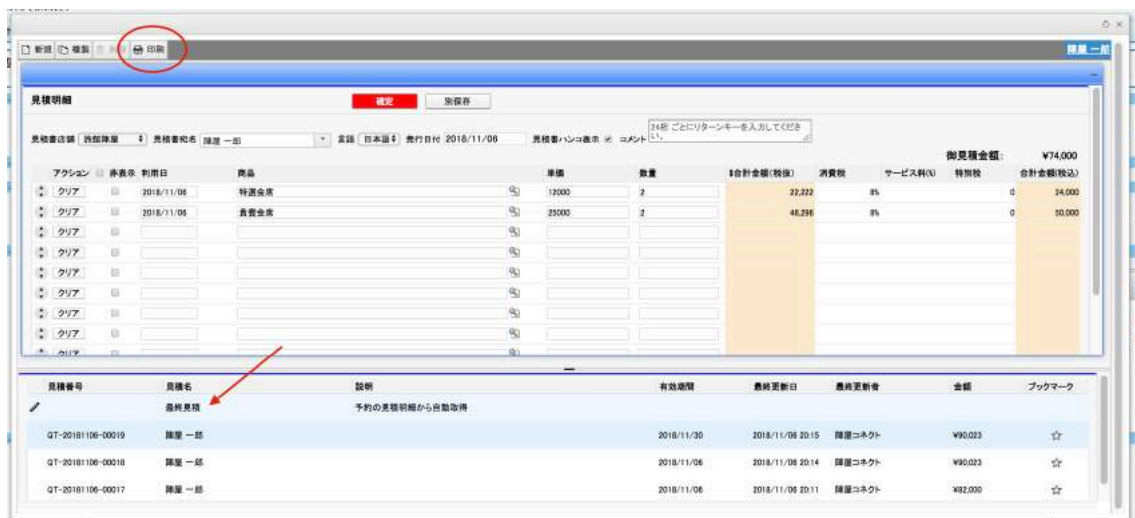 新規 複製 印刷
陣屋 一郎
見積明細 確定 別保存
見積書店舗 旅館陣屋 見積書宛名 陣屋 一郎 言語 日本語 発行日付 2018/11/06 見積書ハンコ表示 コメント 24桁 ごとにリターンキーを入力してください。
御見積金額: ¥74,000
アクション 非表示 利用日 商品 単価 数量 合計金額(税抜) 消費税 サービス料(%) 特別税 合計金額(税込)
クリア 2018/11/06 特選会席 12000 2 22,222 8% 0 24,000
クリア 2018/11/06 貴賓会席 25000 2 46,296 8% 0 50,000
クリア
クリア
クリア
クリア
クリア
クリア
クリア
見積番号 見積名 説明 有効期間 最終更新日 最終更新者 金額 ブックマーク
最終見積 予約の見積明細から自動取得
QT-20181106-00019 陣屋 一郎 2018/11/30 2018/11/06 20:15 陣屋コネクト ¥90,023
QT-20181106-00018 陣屋 一郎 2018/11/06 2018/11/06 20:14 陣屋コネクト ¥90,023
QT-20181106-00017 陣屋 一郎 2018/11/06 2018/11/06 20:11 陣屋コネクト ¥82,000